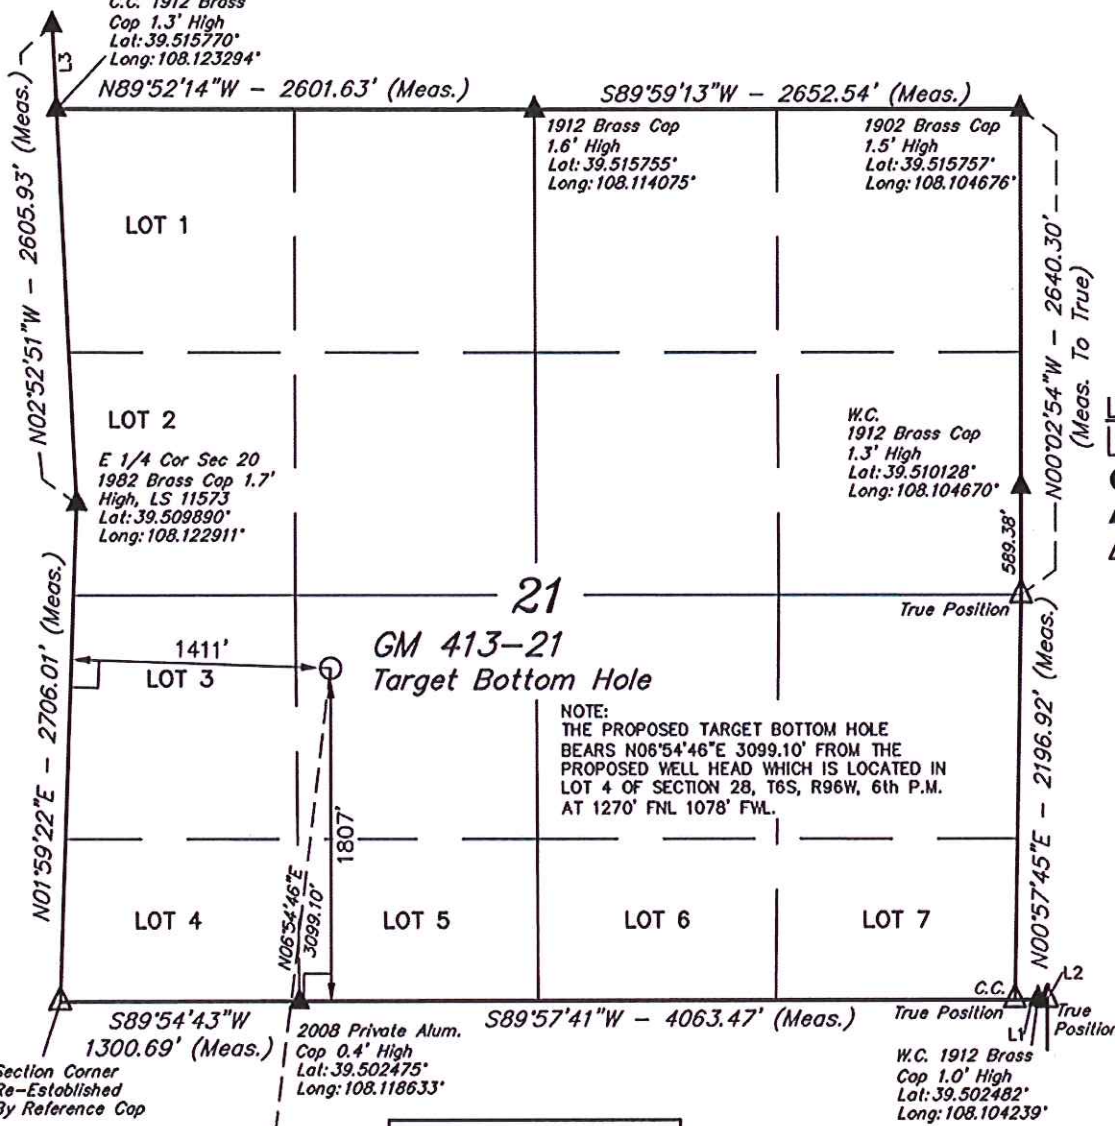 C.C. 1912 Brass
Cap 1.3' High
Lat: 39.515770°
Long: 108.123294°
L3
N89°52'14"W - 2601.63' (Meas.)
S89°59'13"W - 2652.54' (Meas.)
1912 Brass Cap
1.6' High
Lat: 39.515755°
Long: 108.114075°
1902 Brass Cap
1.5' High
Lat: 39.515757°
Long: 108.104676°
N02°52'51"W - 2605.93' (Meas.)
LOT 1
N00°02'54"W - 2640.30'
(Meas. To True)
LOT 2
E 1/4 Cor Sec 20
1982 Brass Cap 1.7'
High, LS 11573
Lat: 39.509890°
Long: 108.122911°
W.C.
1912 Brass Cap
1.3' High
Lat: 39.510128°
Long: 108.104670°
589.38'
True Position
21
GM 413-21
Target Bottom Hole
1411'
LOT 3
NOTE:
THE PROPOSED TARGET BOTTOM HOLE
BEARS N06°54'46"E 3099.10' FROM THE
PROPOSED WELL HEAD WHICH IS LOCATED IN
LOT 4 OF SECTION 28, T6S, R96W, 6th P.M.
AT 1270' FNL 1078' FWL.
N01°59'22"E - 2706.01' (Meas.)
1807'
N06°54'46"E
3099.10'
N00°57'45"E - 2196.92' (Meas.)
LOT 4
LOT 5
LOT 6
LOT 7
C.C.
True Position
L1
L2
True
Position
S89°54'43"W
1300.69' (Meas.)
S89°57'41"W - 4063.47' (Meas.)
2008 Private Alum.
Cap 0.4' High
Lat: 39.502475°
Long: 108.118633°
W.C. 1912 Brass
Cap 1.0' High
Lat: 39.502482°
Long: 108.104239°
Section Corner
Re-Established
By Reference Cap